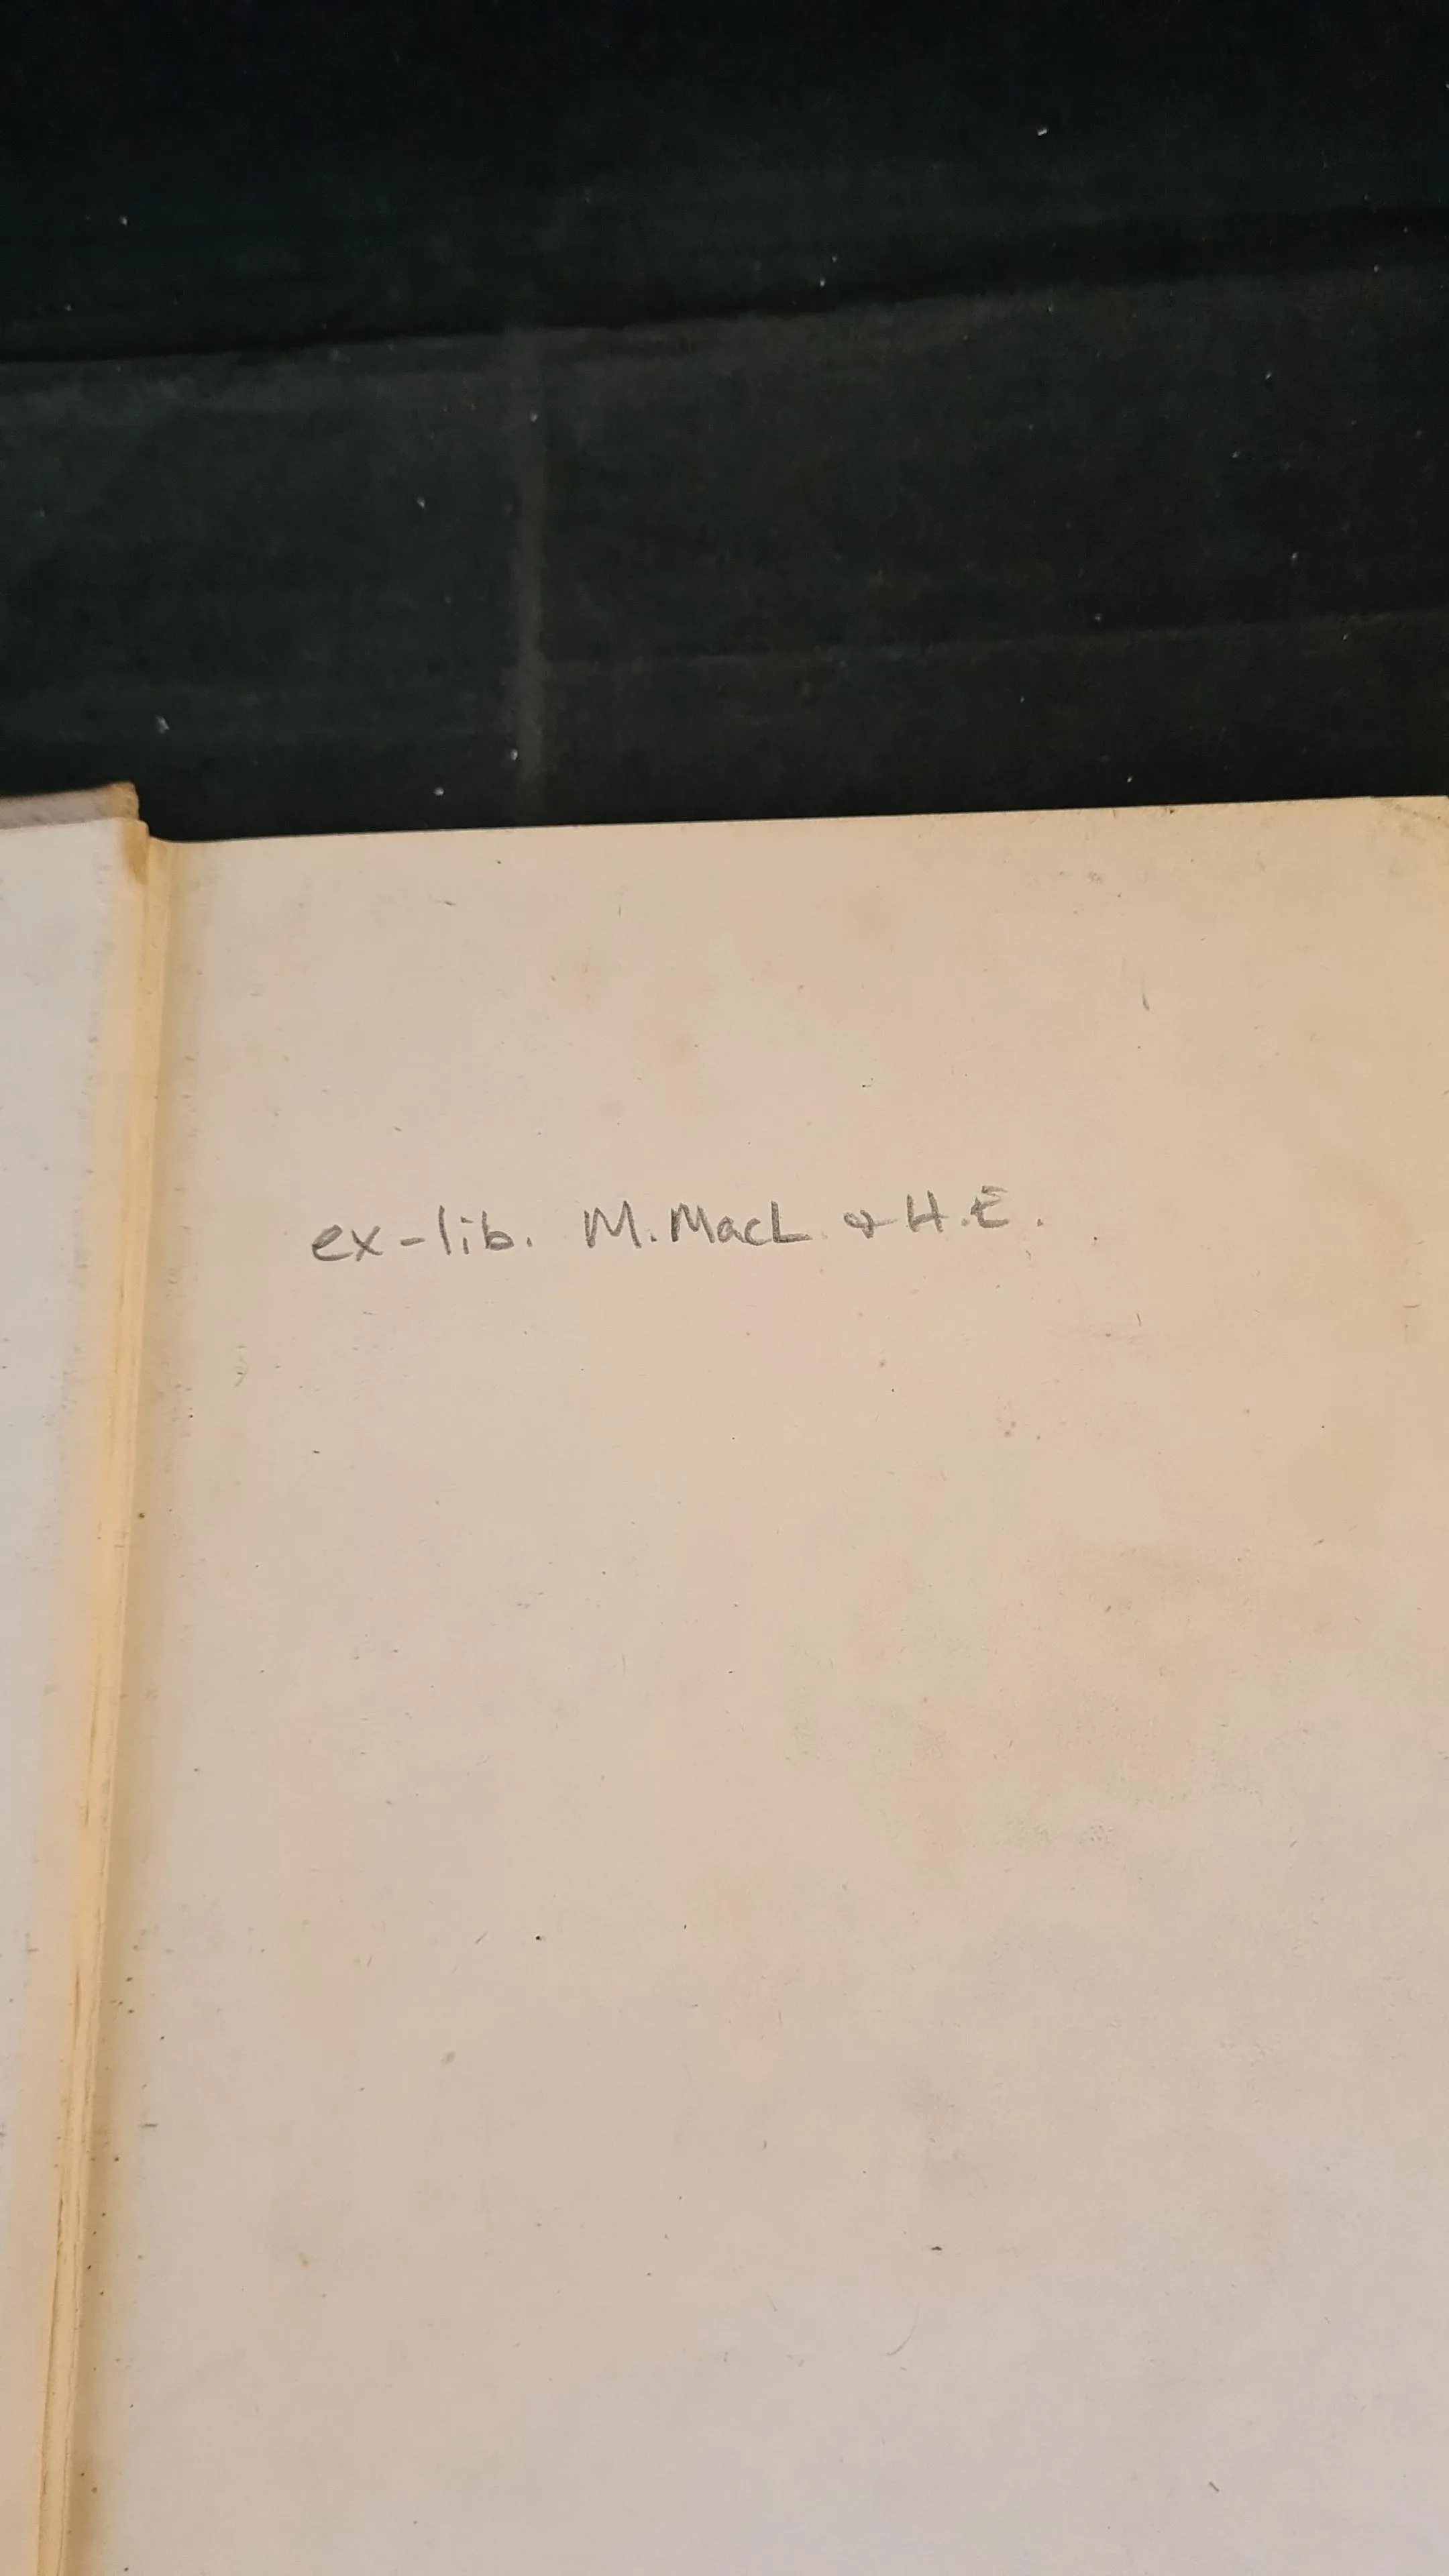 ex-lib. M. MacL. & H.E.